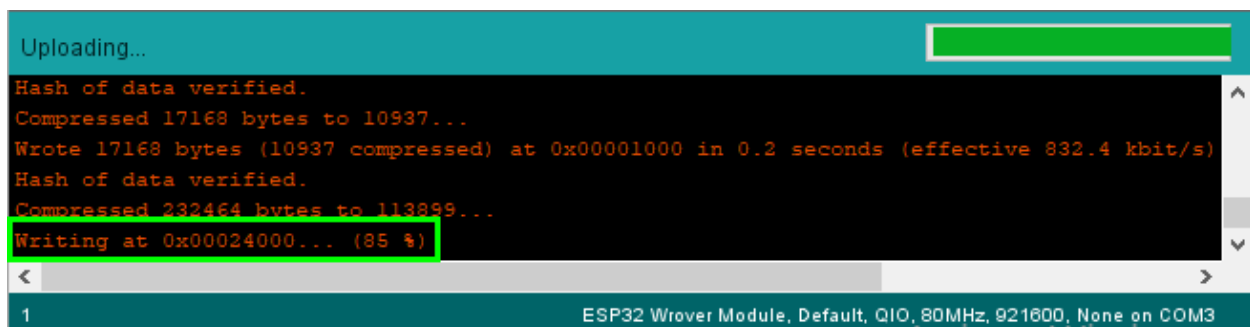 Uploading...
Hash of data verified.
Compressed 17168 bytes to 10937...
Wrote 17168 bytes (10937 compressed) at 0x00001000 in 0.2 seconds (effective 832.4 kbit/s)
Hash of data verified.
Compressed 232464 bytes to 113899...
Writing at 0x00024000... (85 %)
1 ESP32 Wrover Module, Default, QIO, 80MHz, 921600, None on COM3